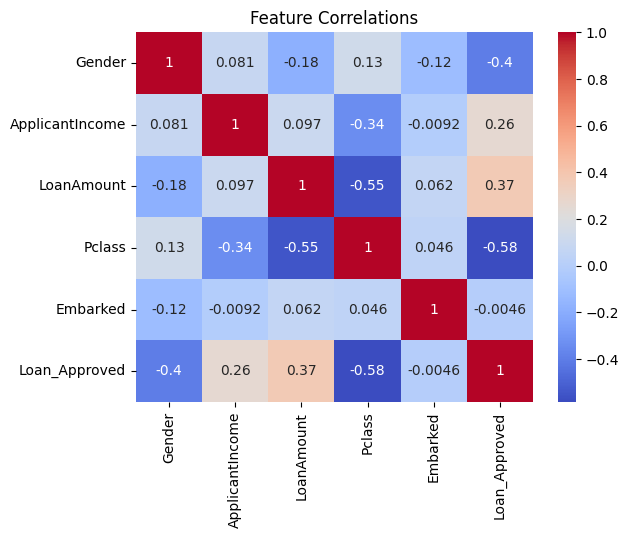 Feature Correlations
Gender 1 0.081 -0.18 0.13 -0.12 -0.4
ApplicantIncome 0.081 1 0.097 -0.34 -0.0092 0.26
LoanAmount -0.18 0.097 1 -0.55 0.062 0.37
Pclass 0.13 -0.34 -0.55 1 0.046 -0.58
Embarked -0.12 -0.0092 0.062 0.046 1 -0.0046
Loan_Approved -0.4 0.26 0.37 -0.58 -0.0046 1
Gender
ApplicantIncome
LoanAmount
Pclass
Embarked
Loan_Approved
1.0
0.8
0.6
0.4
0.2
0.0
−0.2
−0.4